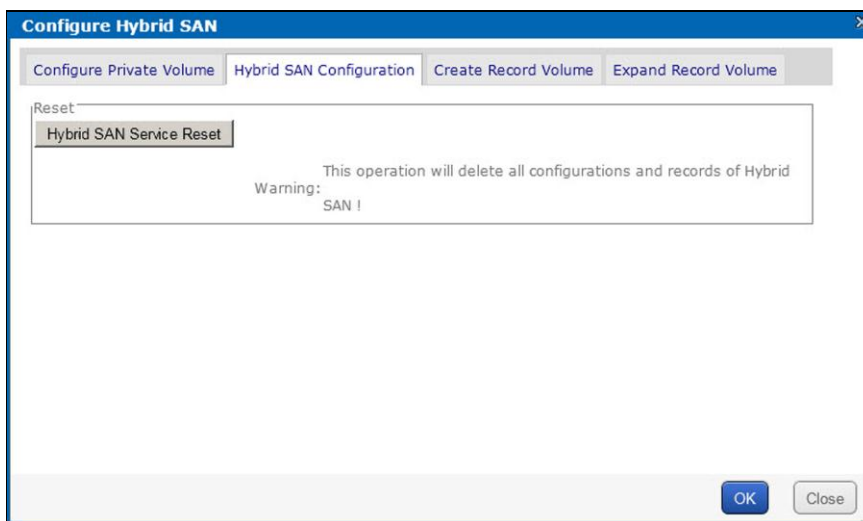 Configure Hybrid SAN
Configure Private Volume
Hybrid SAN Configuration
Create Record Volume
Expand Record Volume
Reset
Hybrid SAN Service Reset
Warning:
This operation will delete all configurations and records of Hybrid
SAN !
OK
Close